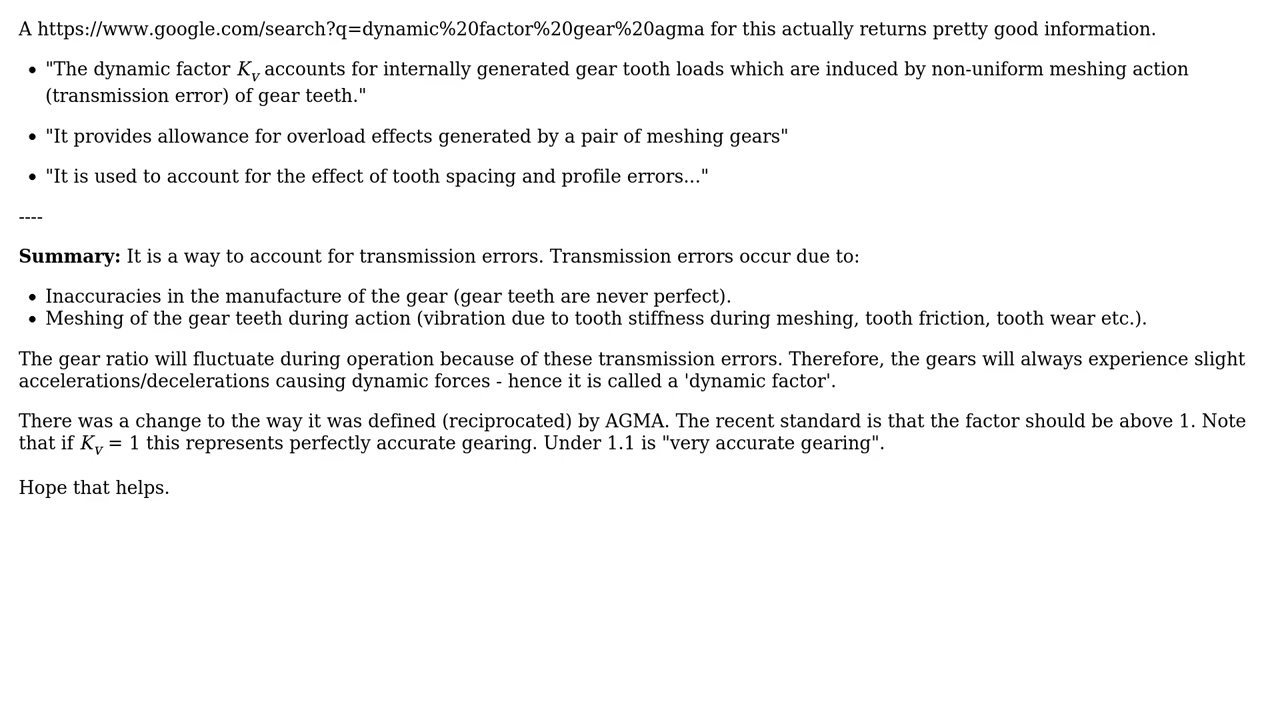 A https://www.google.com/search?q=dynamic%20factor%20gear%20agma for this actually returns pretty good information.
• "The dynamic factor Kv accounts for internally generated gear tooth loads which are induced by non-uniform meshing action
(transmission error) of gear teeth."
• "It provides allowance for overload effects generated by a pair of meshing gears"
• "It is used to account for the effect of tooth spacing and profile errors..."
----
Summary: It is a way to account for transmission errors. Transmission errors occur due to:
• Inaccuracies in the manufacture of the gear (gear teeth are never perfect).
• Meshing of the gear teeth during action (vibration due to tooth stiffness during meshing, tooth friction, tooth wear etc.).
The gear ratio will fluctuate during operation because of these transmission errors. Therefore, the gears will always experience slight
accelerations/decelerations causing dynamic forces - hence it is called a 'dynamic factor'.
There was a change to the way it was defined (reciprocated) by AGMA. The recent standard is that the factor should be above 1. Note
that if Kv = 1 this represents perfectly accurate gearing. Under 1.1 is "very accurate gearing".
Hope that helps.